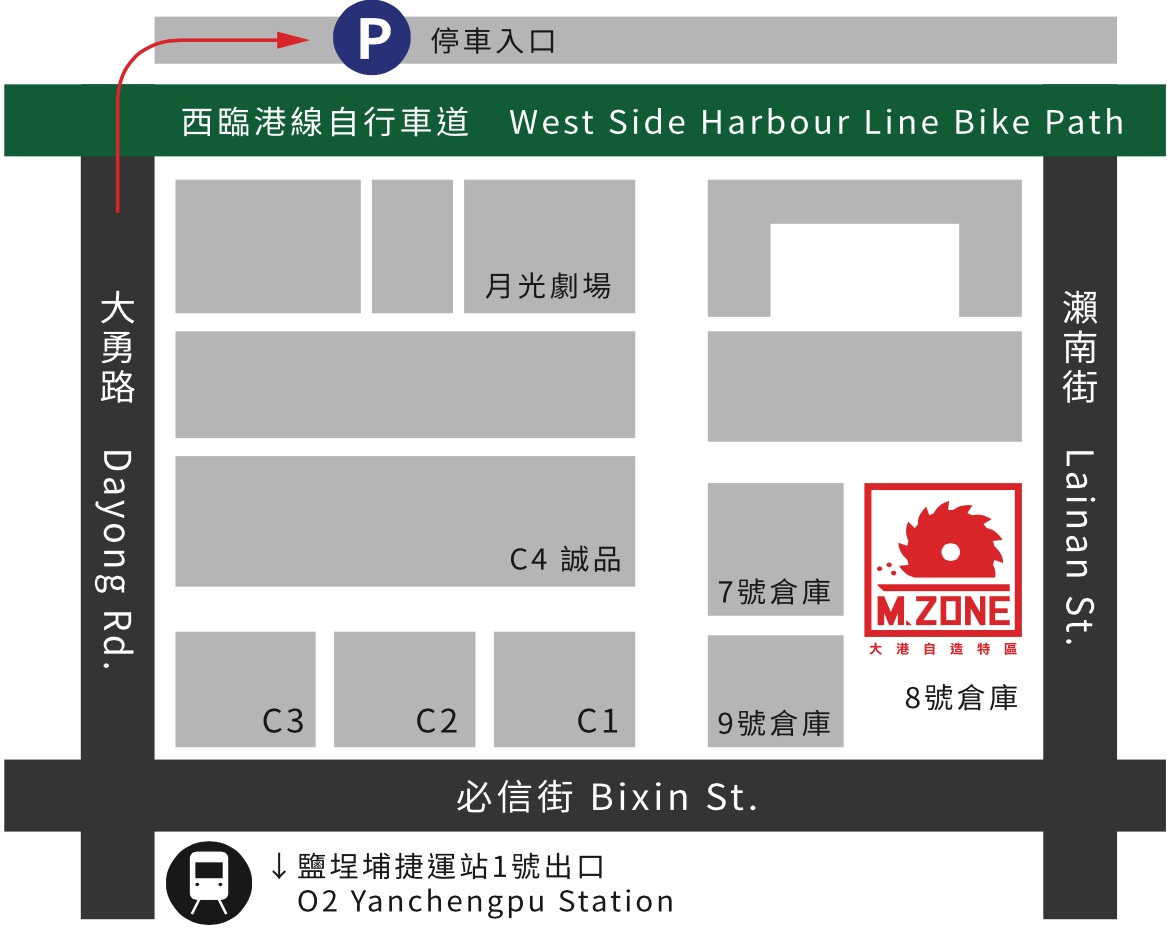 P 停車入口
西臨港線自行車道 West Side Harbour Line Bike Path
月光劇場
大勇路 Dayong Rd.
瀨南街 Lainan St.
C4 誠品
7號倉庫
M.ZONE
大港自造特區
8號倉庫
C3
C2
C1
9號倉庫
必信街 Bixin St.
↓鹽埕埔捷運站1號出口
O2 Yanchengpu Station